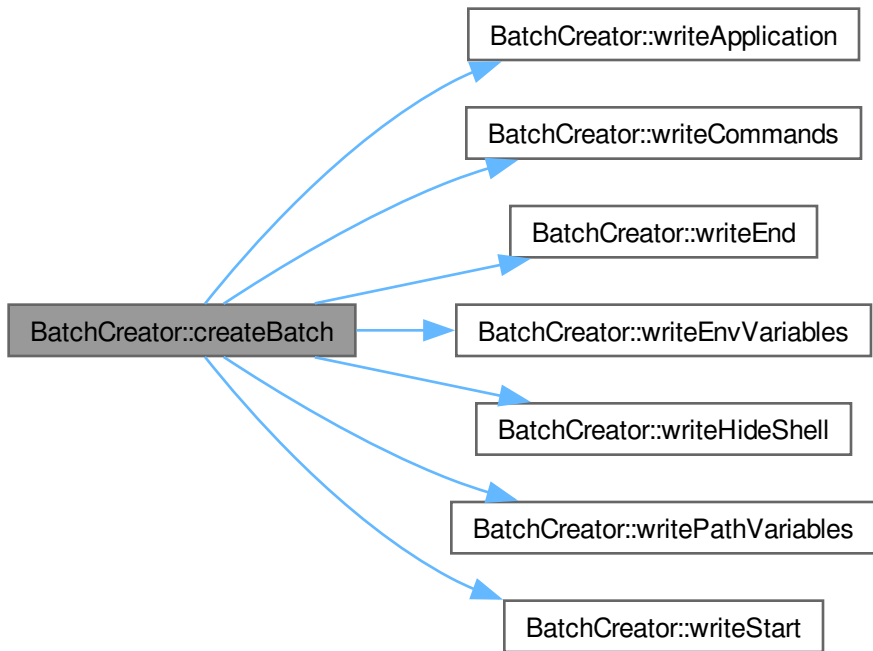 BatchCreator::writeApplication
BatchCreator::writeCommands
BatchCreator::writeEnd
BatchCreator::createBatch
BatchCreator::writeEnvVariables
BatchCreator::writeHideShell
BatchCreator::writePathVariables
BatchCreator::writeStart